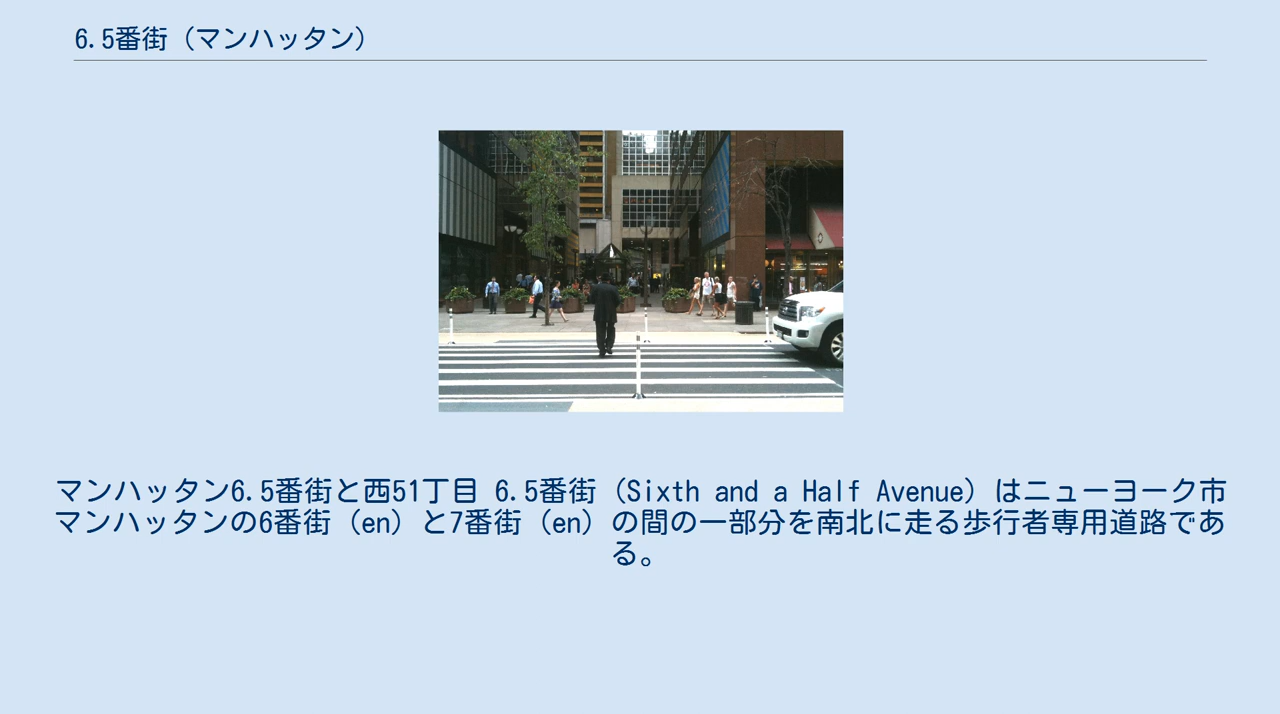 6.5番街（マンハッタン）
マンハッタン6.5番街と西51丁目 6.5番街（Sixth and a Half Avenue）はニューヨーク市
マンハッタンの6番街（en）と7番街（en）の間の一部分を南北に走る歩行者専用道路であ
る。